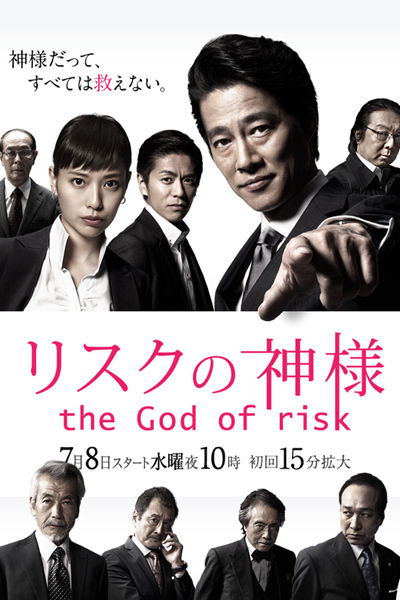 神様だって、
すべては救えない。
リスクの神様
the God of risk
7月8日スタート水曜夜10時 初回15分拡大